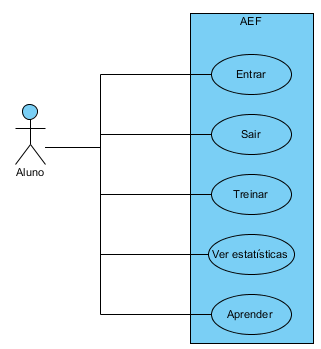 AEF
Entrar
Sair
Aluno
Treinar
Ver estatísticas
Aprender